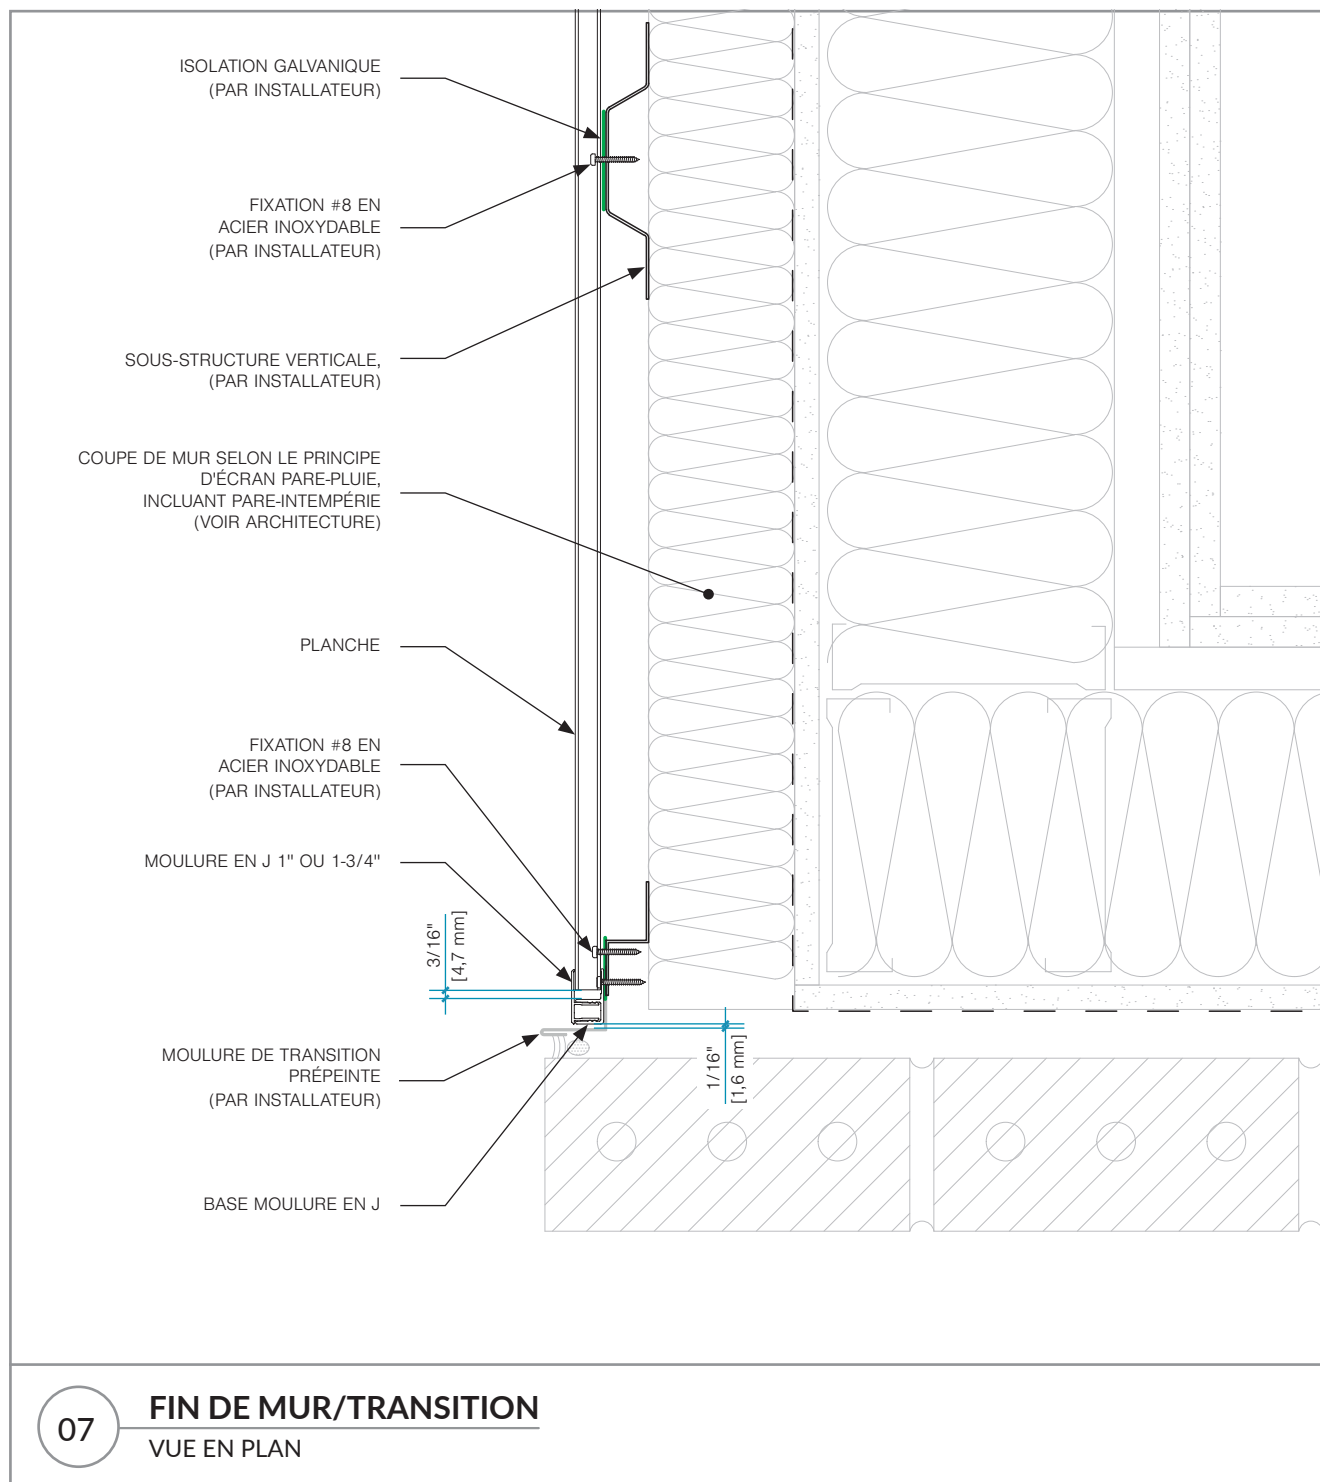 ISOLATION GALVANIQUE
(PAR INSTALLATEUR)
FIXATION #8 EN
ACIER INOXYDABLE
(PAR INSTALLATEUR)
SOUS-STRUCTURE VERTICALE,
(PAR INSTALLATEUR)
COUPE DE MUR SELON LE PRINCIPE
D'ÉCRAN PARE-PLUIE,
INCLUANT PARE-INTEMPÉRIE
(VOIR ARCHITECTURE)
PLANCHE
FIXATION #8 EN
ACIER INOXYDABLE
(PAR INSTALLATEUR)
MOULURE EN J 1" OU 1-3/4"
3/16"
[4,7 mm]
MOULURE DE TRANSITION
PRÉPEINTE
(PAR INSTALLATEUR)
1/16"
[1,6 mm]
BASE MOULURE EN J
07
FIN DE MUR/TRANSITION
VUE EN PLAN